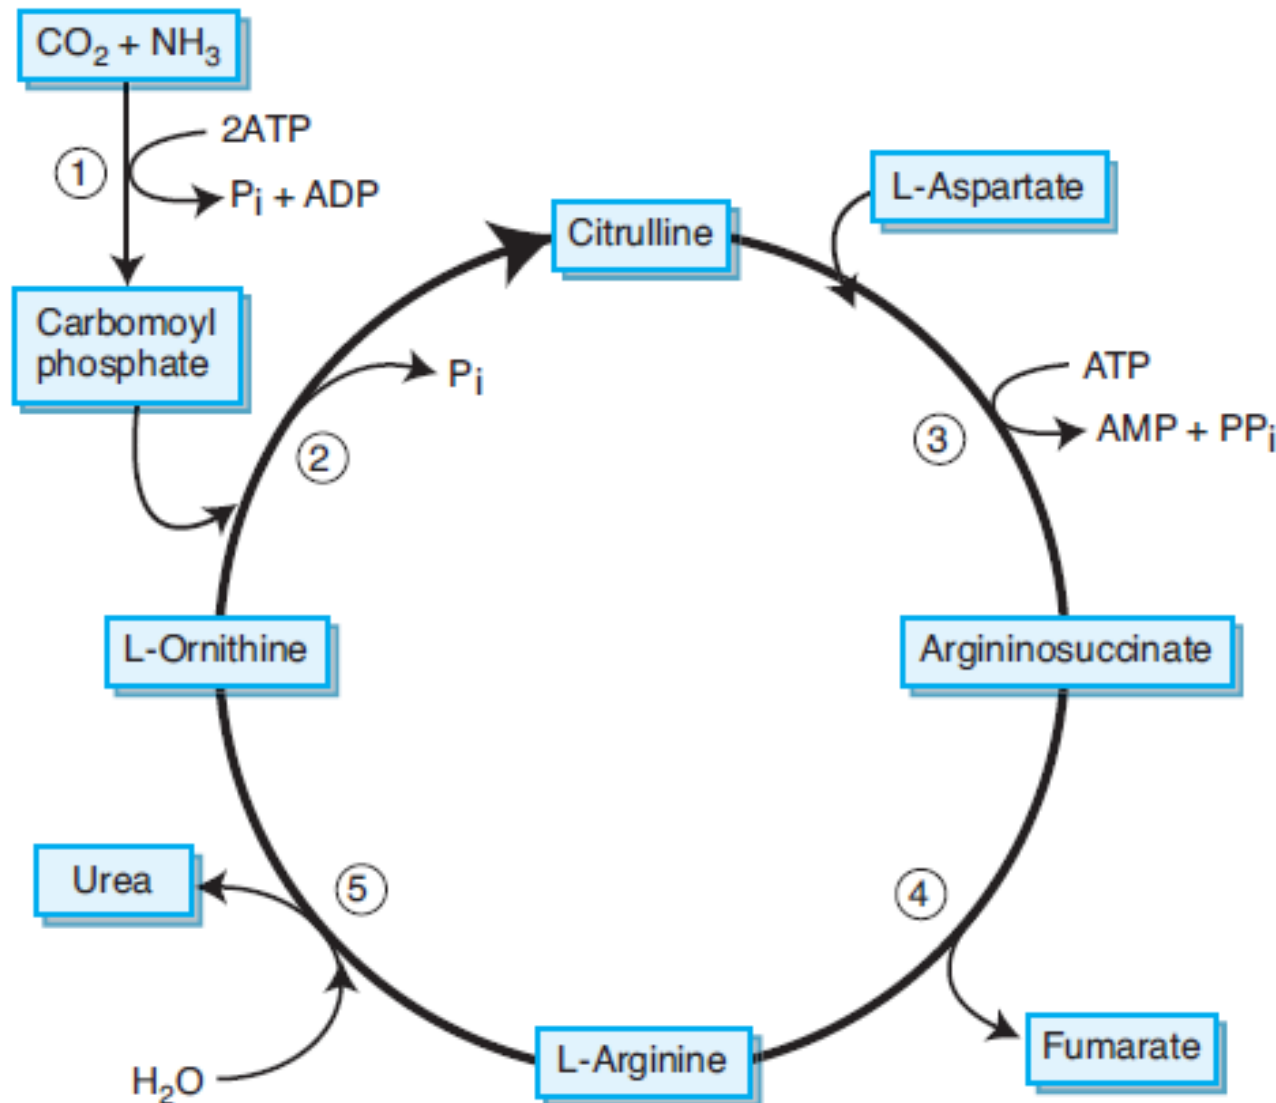 CO₂ + NH₃
2ATP
①
Pᵢ + ADP
L-Aspartate
Citrulline
Carbomoyl
phosphate
Pᵢ
ATP
AMP + PPᵢ
②
③
L-Ornithine
Argininosuccinate
Urea
⑤
④
Fumarate
L-Arginine
H₂O